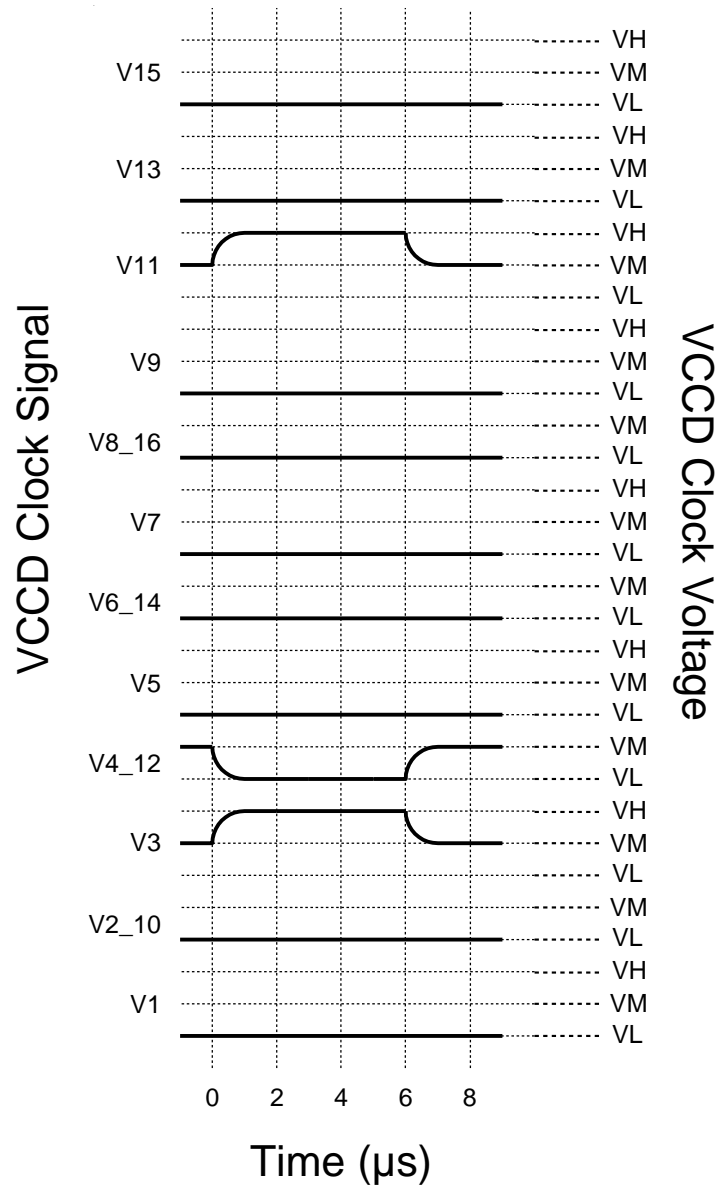 VH
V15
VM
VL
VH
V13
VM
VL
VH
V11
VM
VL
VH
V9
VM
VL
VM
V8_16
VL
VH
V7
VM
VL
VM
V6_14
VL
VH
V5
VM
VL
VM
V4_12
VL
VH
V3
VM
VL
VM
V2_10
VL
VH
V1
VM
VL
VCCD Clock Signal
VCCD Clock Voltage
0 2 4 6 8
Time (µs)